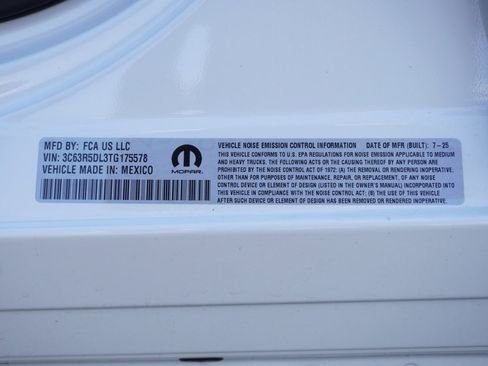 MFD BY: FCA US LLC
VIN: 3C63R5DL3TG175578
VEHICLE MADE IN: MEXICO
MOPAR
VEHICLE NOISE EMISSION CONTROL INFORMATION DATE OF MFR (BUILT): 7-25
THIS VEHICLE CONFORMS TO U.S. EPA REGULATIONS FOR NOISE EMISSION APPLICABLE TO MEDIUM
AND HEAVY TRUCKS. THE FOLLOWING ACTS OR THE CAUSING THEREOF BY ANY PERSON ARE
PROHIBITED BY THE NOISE CONTROL ACT OF 1972: (A) THE REMOVAL OR RENDERING INOPERATIVE.
OTHER THAN FOR PURPOSES OF MAINTENANCE, REPAIR, OR REPLACEMENT, OF ANY NOISE
CONTROL DEVICE OR ELEMENT OF DESIGN (LISTED IN THE OWNER'S MANUAL) INCORPORATED INTO
THIS VEHICLE IN COMPLIANCE WITH THE NOISE CONTROL ACT; (B) THE USE OF THIS VEHICLE
AFTER SUCH DEVICE OR ELEMENT OF DESIGN HAS BEEN REMOVED OR RENDERED INOPERATIVE.